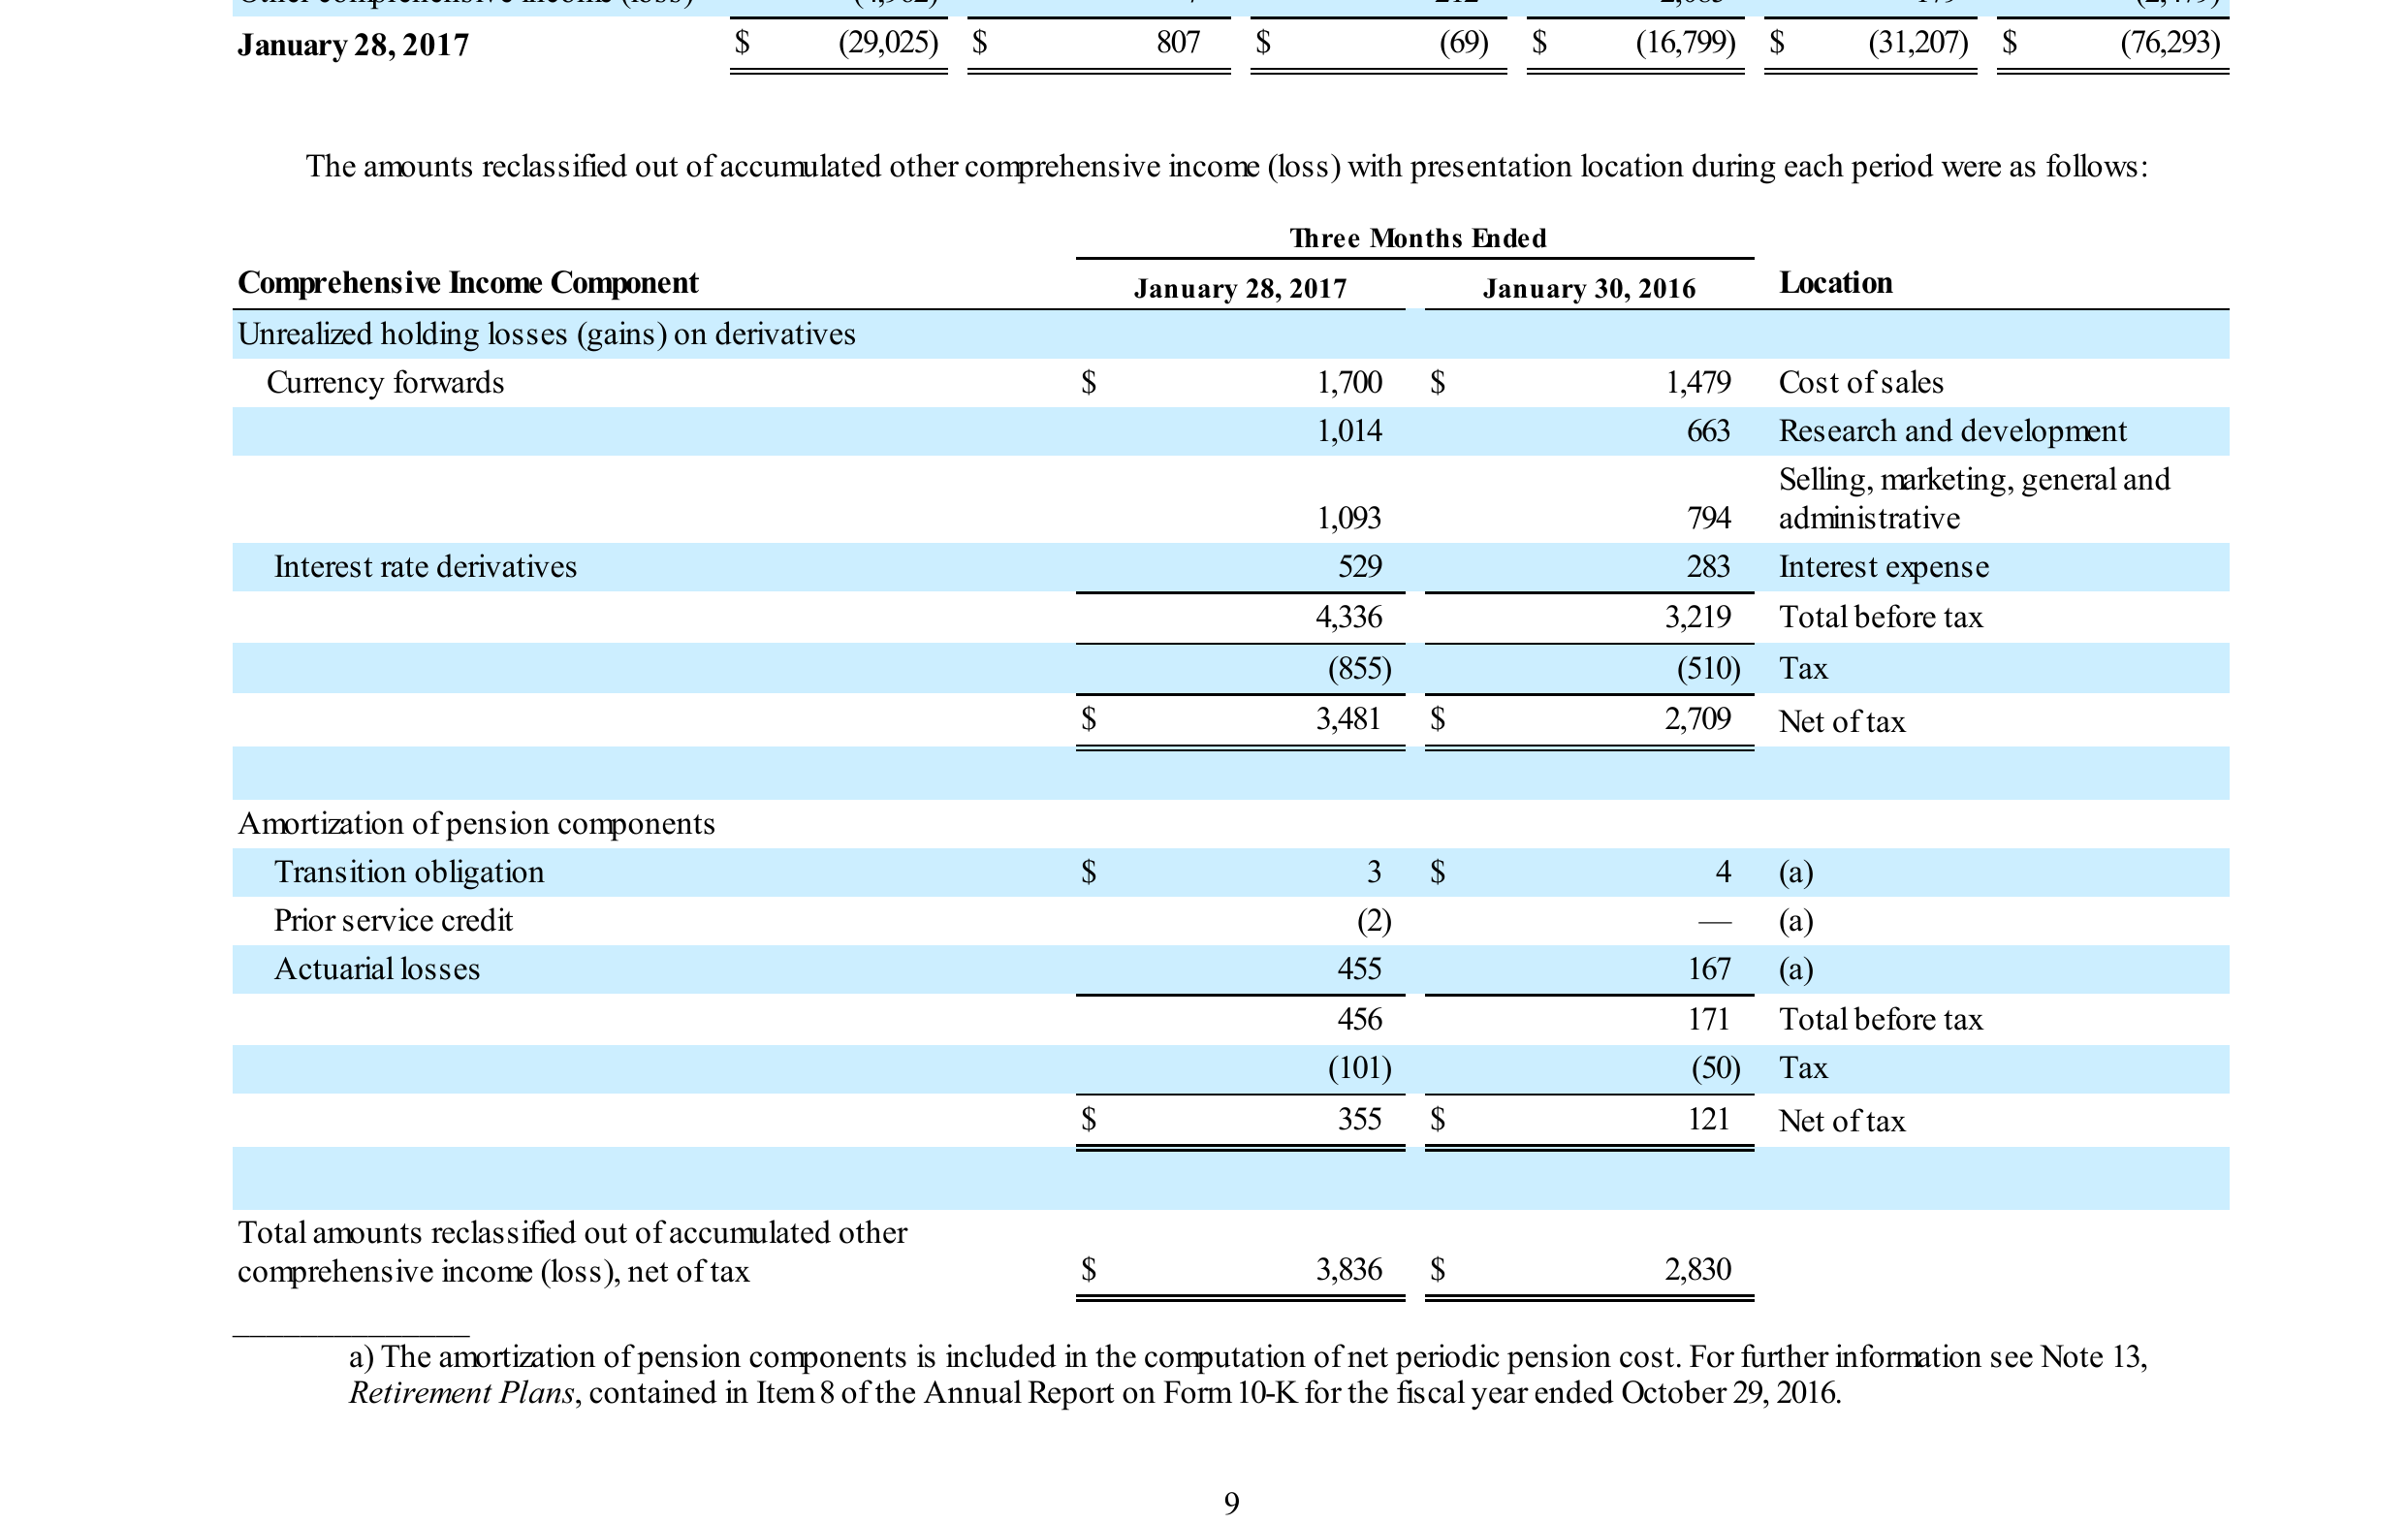 January 28, 2017 $ (29,025) $ 807 $ (69) $ (16,799) $ (31,207) $ (76,293)
The amounts reclassified out of accumulated other comprehensive income (loss) with presentation location during each period were as follows:
Three Months Ended
Comprehensive Income Component January 28, 2017 January 30, 2016 Location
Unrealized holding losses (gains) on derivatives
Currency forwards $ 1,700 $ 1,479 Cost of sales
1,014 663 Research and development
Selling, marketing, general and
1,093 794 administrative
Interest rate derivatives 529 283 Interest expense
4,336 3,219 Total before tax
(855) (510) Tax
$ 3,481 $ 2,709 Net of tax
Amortization of pension components
Transition obligation $ 3 $ 4 (a)
Prior service credit (2) — (a)
Actuarial losses 455 167 (a)
456 171 Total before tax
(101) (50) Tax
$ 355 $ 121 Net of tax
Total amounts reclassified out of accumulated other
comprehensive income (loss), net of tax $ 3,836 $ 2,830
a) The amortization of pension components is included in the computation of net periodic pension cost. For further information see Note 13,
Retirement Plans, contained in Item 8 of the Annual Report on Form 10-K for the fiscal year ended October 29, 2016.
9